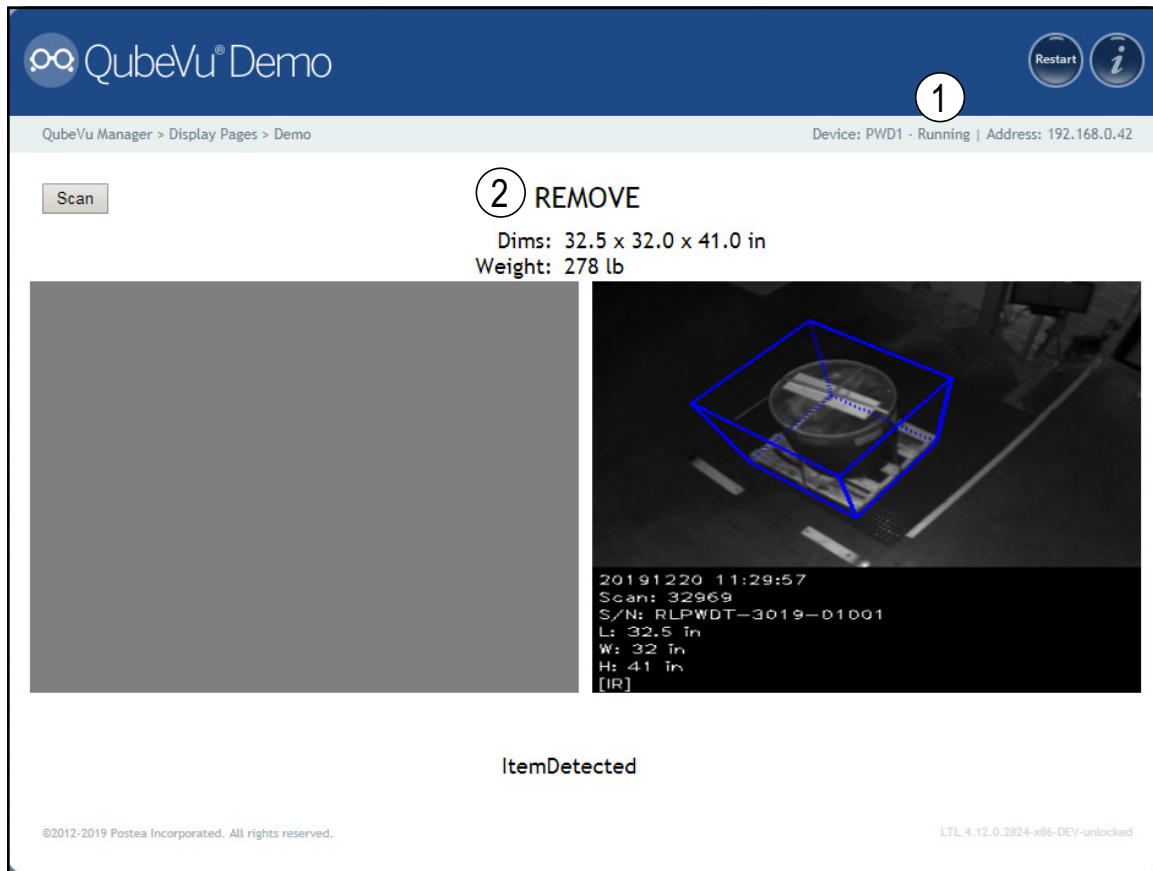 QubeVu® Demo
Restart
i
1
QubeVu Manager > Display Pages > Demo
Device: PWD1 - Running | Address: 192.168.0.42
Scan
2 REMOVE
Dims: 32.5 x 32.0 x 41.0 in
Weight: 278 lb
20191220 11:29:57
Scan: 32969
S/N: RLPWDT-3019-01001
L: 32.5 in
W: 32 in
H: 41 in
[IR]
ItemDetected
©2012-2019 Postea Incorporated. All rights reserved.
LTL.4.12.0.2824-x86-DEV-unlocked